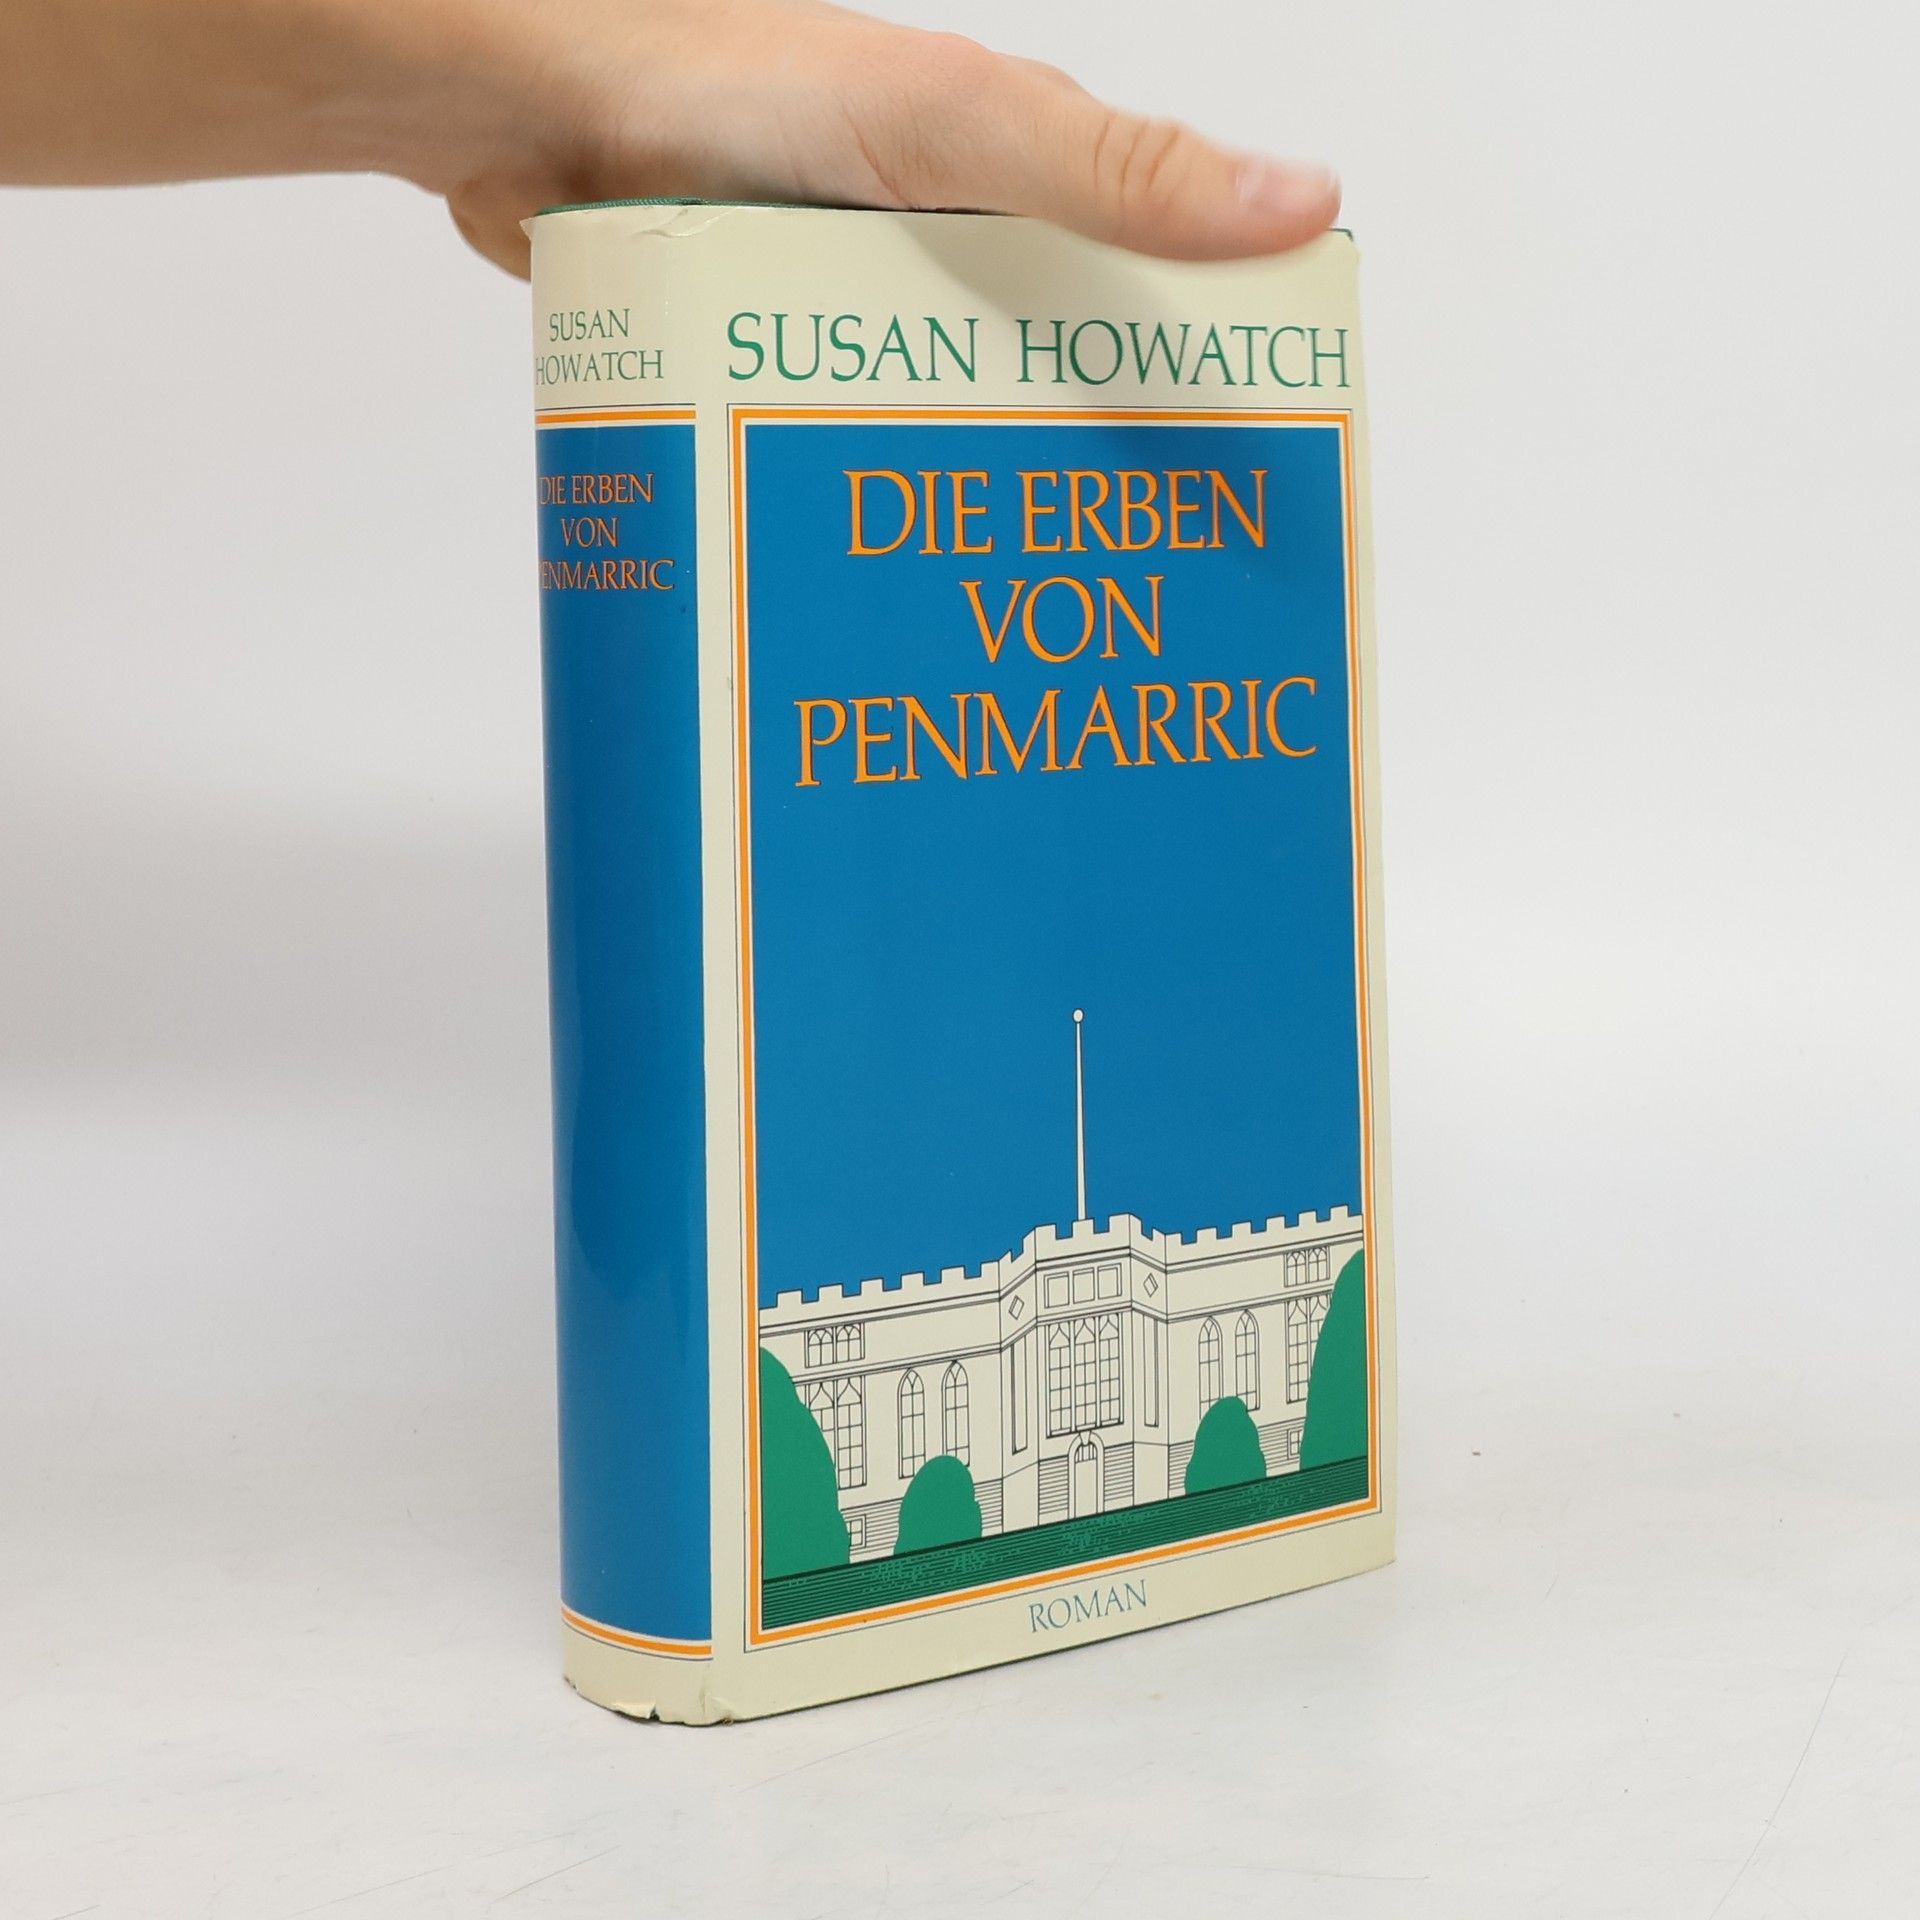 SUSAN
HOWATCH
DIE ERBEN
VON
PENMARRIC
SUSAN HOWATCH
DIE ERBEN
VON
PENMARRIC
ROMAN